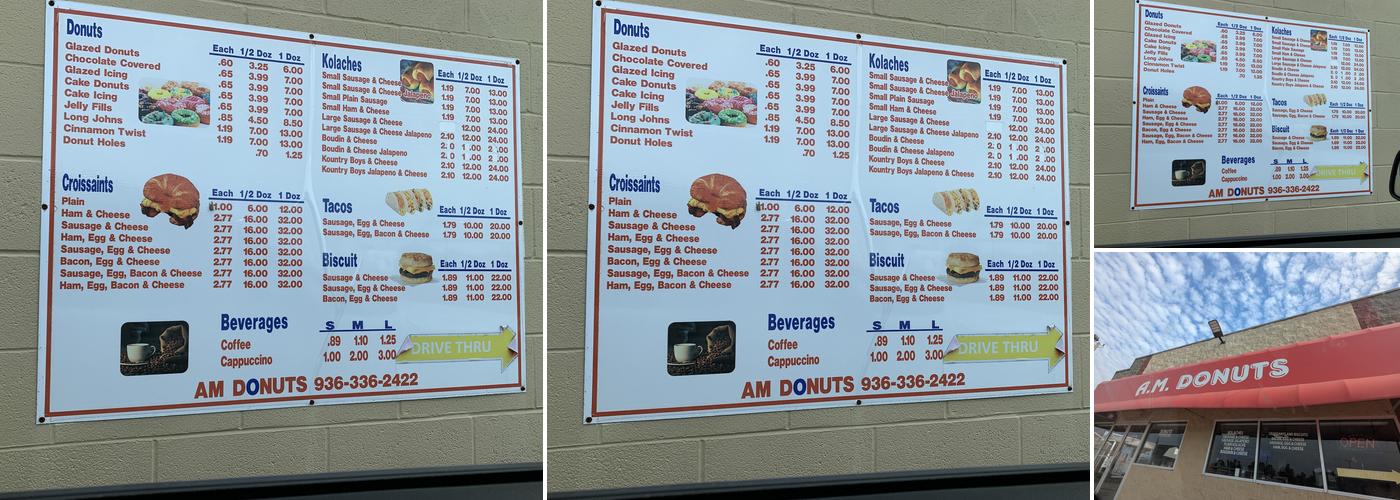 Donuts
Each 1/2 Doz 1 Doz
Glazed Donuts .60 3.25 6.00
Chocolate Covered .65 3.99 7.00
Glazed Icing .65 3.99 7.00
Cake Donuts .65 3.99 7.00
Cake Icing .65 3.99 7.00
Jelly Fills .85 4.50 8.50
Long Johns 1.19 7.00 13.00
Cinnamon Twist 1.19 7.00 13.00
Donut Holes .70 1.25
Croissaints
Each 1/2 Doz 1 Doz
Plain $1.00 6.00 12.00
Ham & Cheese 2.77 16.00 32.00
Sausage & Cheese 2.77 16.00 32.00
Ham, Egg & Cheese 2.77 16.00 32.00
Sausage, Egg & Cheese 2.77 16.00 32.00
Bacon, Egg & Cheese 2.77 16.00 32.00
Sausage, Egg, Bacon & Cheese 2.77 16.00 32.00
Ham, Egg, Bacon & Cheese 2.77 16.00 32.00
Kolaches
Each 1/2 Doz 1 Doz
Small Sausage & Cheese 1.19 7.00 13.00
Small Sausage & Cheese Jalapeno 1.19 7.00 13.00
Small Plain Sausage 1.19 7.00 13.00
Small Ham & Cheese 1.19 7.00 13.00
Large Sausage & Cheese 12.00 24.00
Large Sausage & Cheese Jalapeno 2.10 12.00 24.00
Boudin & Cheese
Boudin & Cheese Jalapeno
Kountry Boys & Cheese 2.10 12.00 24.00
Kountry Boys Jalapeno & Cheese 2.10 12.00 24.00
Tacos
Each 1/2 Doz 1 Doz
Sausage, Egg & Cheese 1.79 10.00 20.00
Sausage, Egg, Bacon & Cheese 1.79 10.00 20.00
Biscuit
Each 1/2 Doz 1 Doz
Sausage & Cheese 1.89 11.00 22.00
Sausage, Egg & Cheese 1.89 11.00 22.00
Bacon, Egg & Cheese 1.89 11.00 22.00
Beverages
S M L
Coffee .89 1.10 1.25
Cappuccino 1.00 2.00 3.00
DRIVE THRU
AM DONUTS 936-336-2422
A.M. DONUTS
OPEN